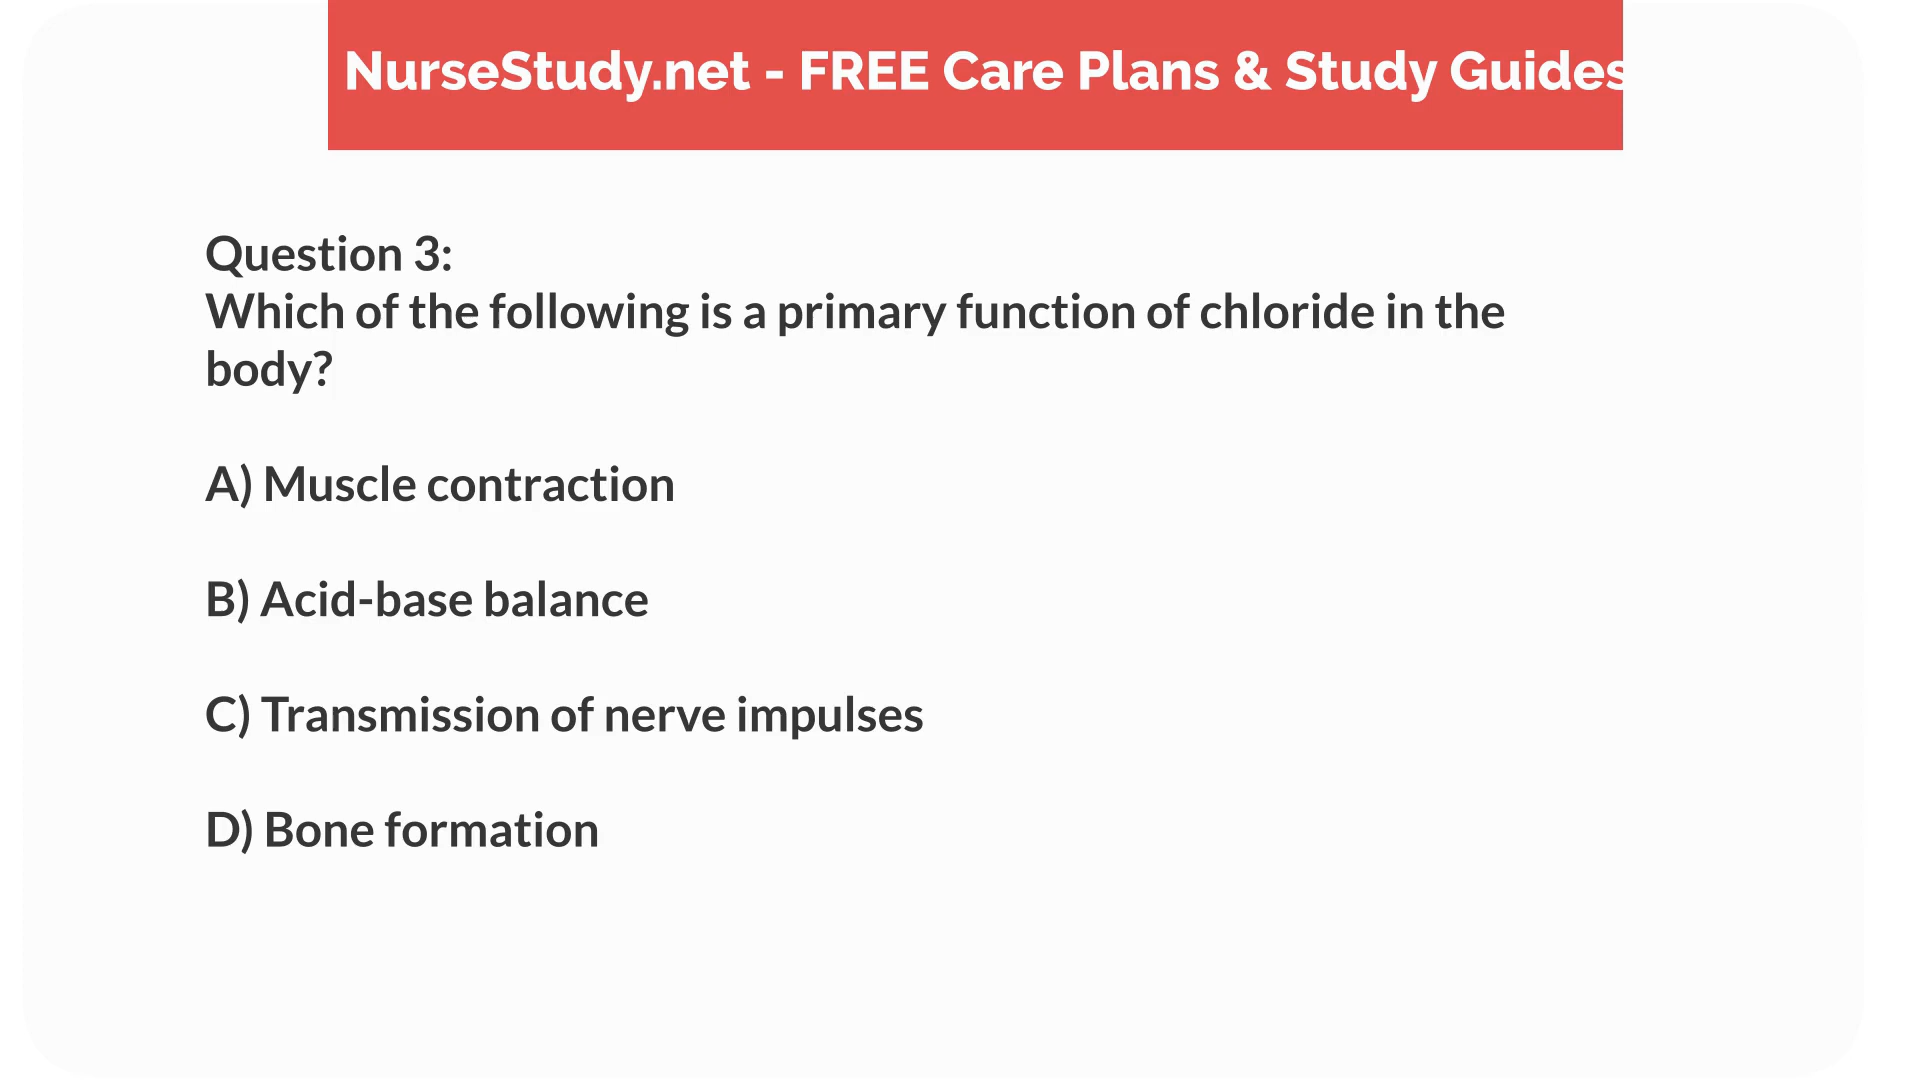 NurseStudy.net - FREE Care Plans & Study Guides
Question 3:
Which of the following is a primary function of chloride in the
body?
A) Muscle contraction
B) Acid-base balance
C) Transmission of nerve impulses
D) Bone formation